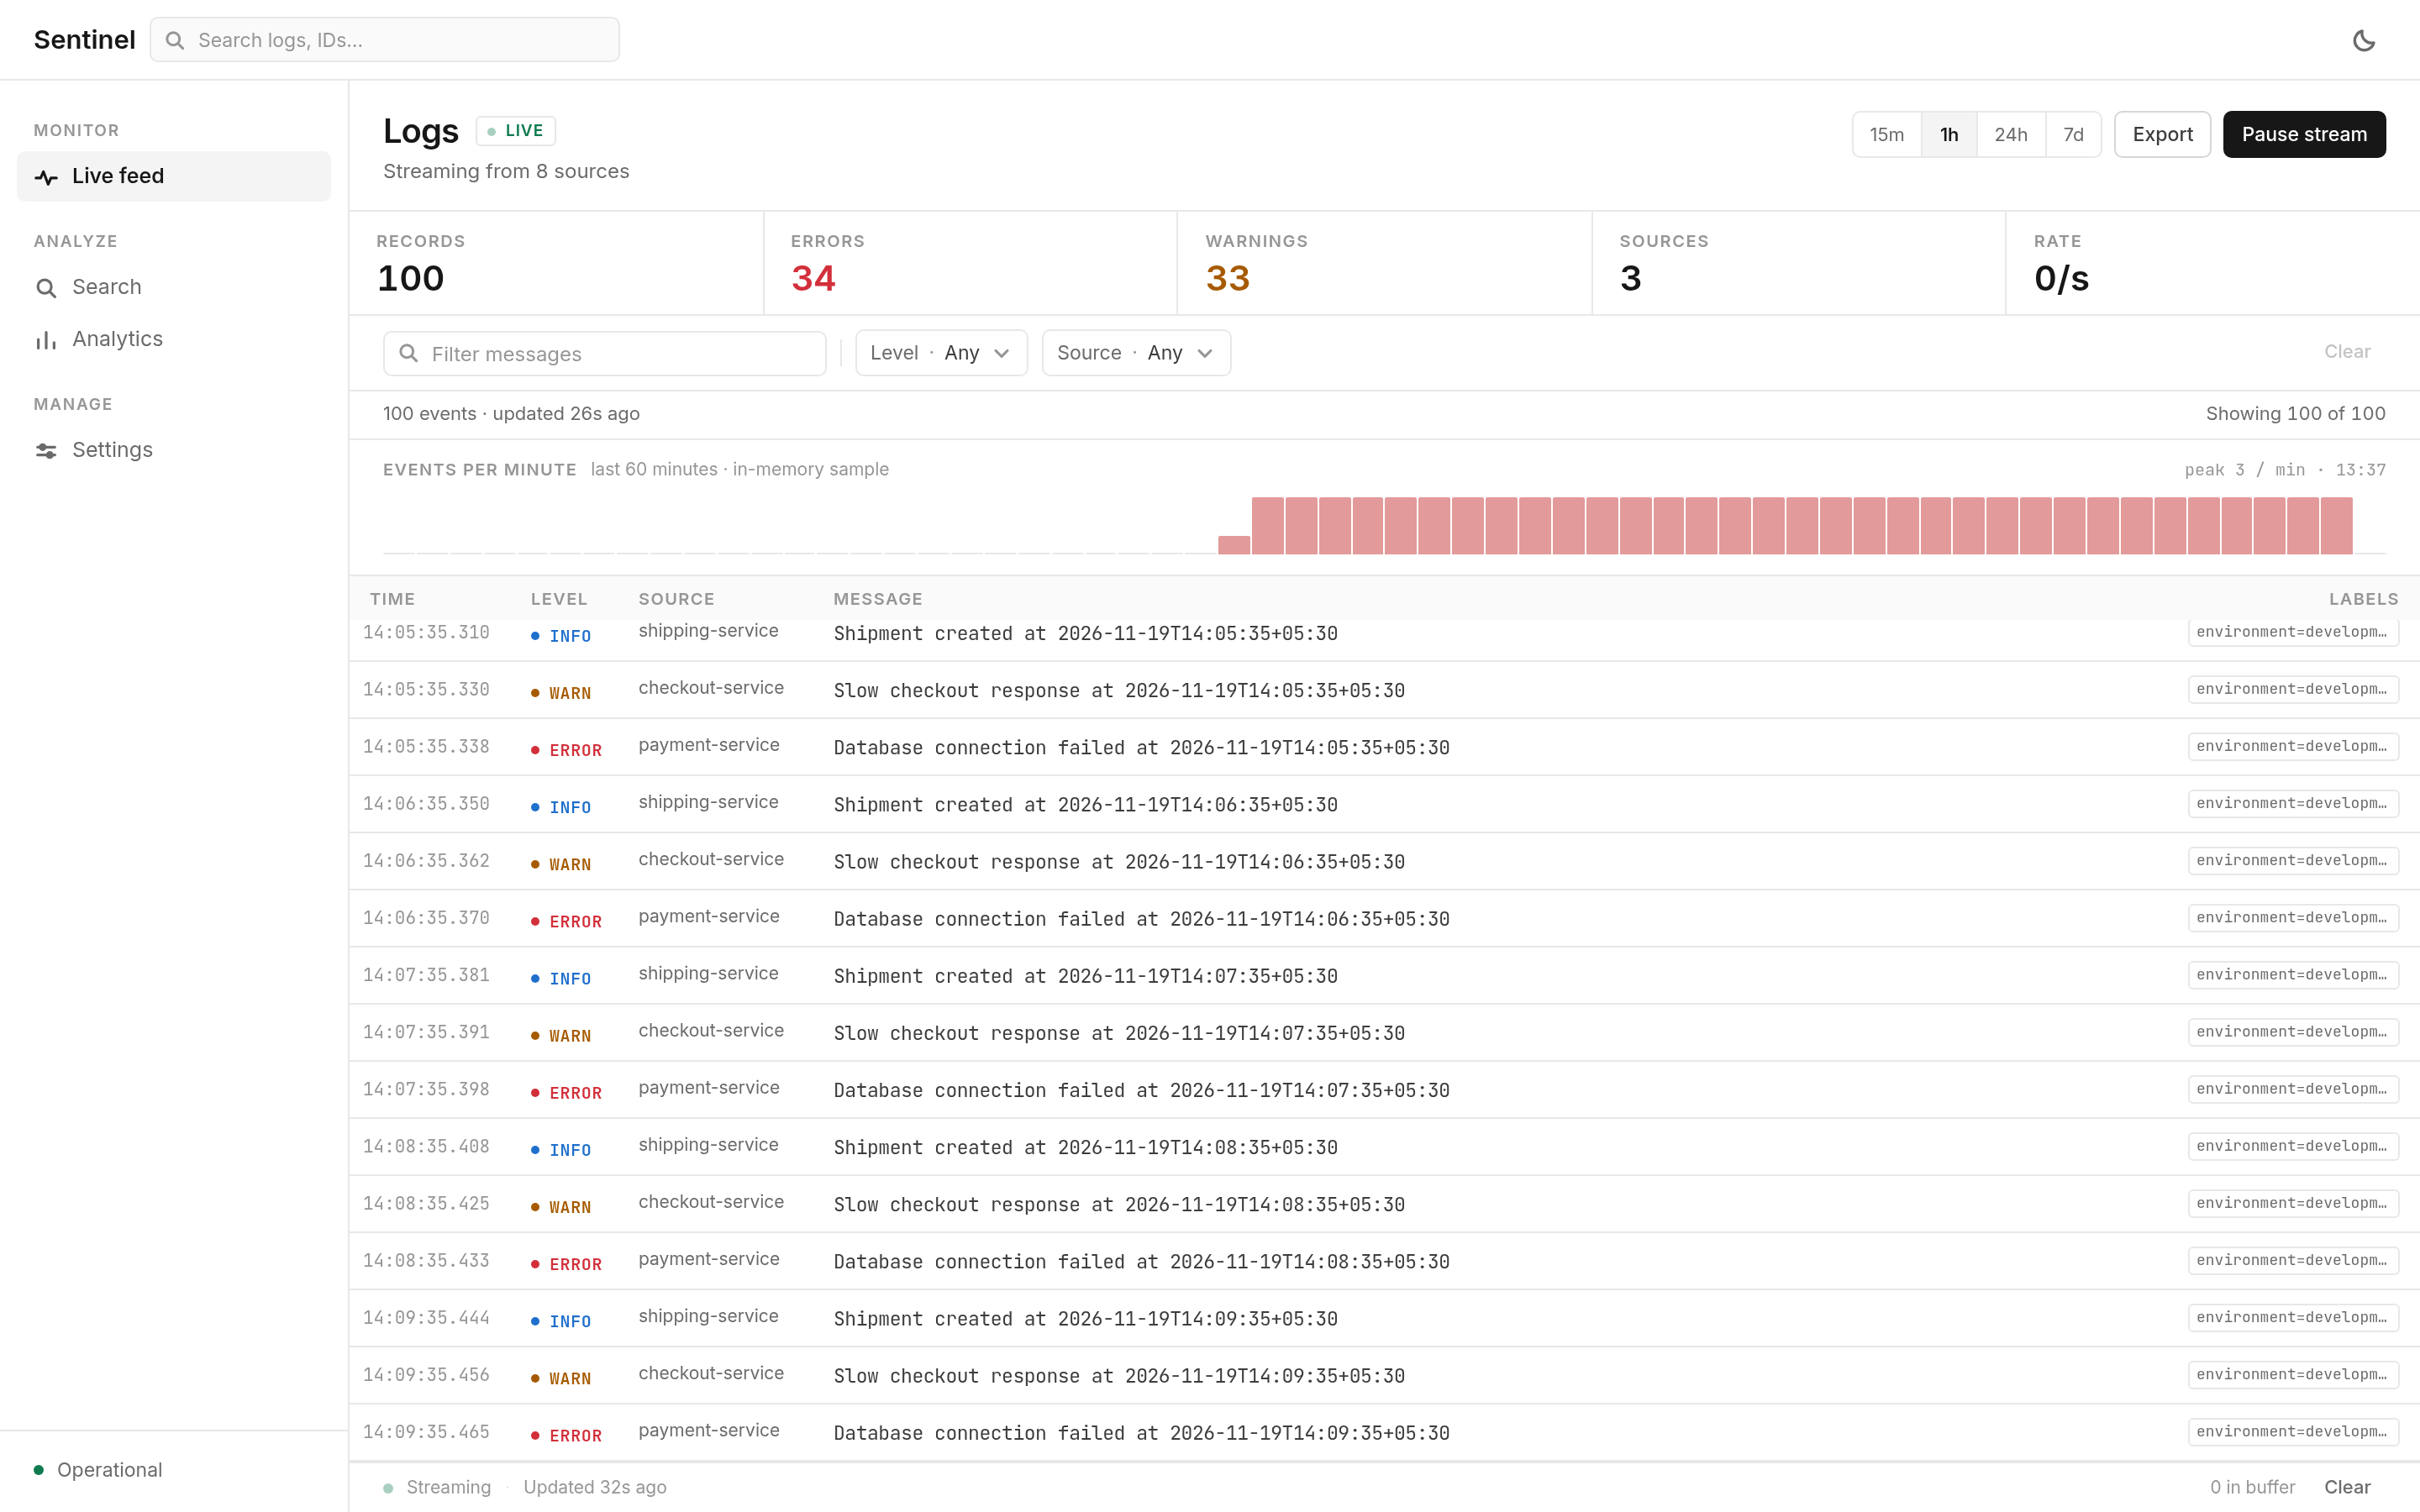 Sentinel Search logs, IDs...
MONITOR
Live feed
ANALYZE
Search
Analytics
MANAGE
Settings
Operational
Logs LIVE 15m 1h 24h 7d Export Pause stream
Streaming from 8 sources
RECORDS ERRORS WARNINGS SOURCES RATE
100 34 33 3 0/s
Filter messages Level · Any Source · Any Clear
100 events · updated 26s ago Showing 100 of 100
EVENTS PER MINUTE last 60 minutes · in-memory sample peak 3 / min · 13:37
TIME LEVEL SOURCE MESSAGE LABELS
14:05:35.310 INFO shipping-service Shipment created at 2026-11-19T14:05:35+05:30 environment=developm…
14:05:35.330 WARN checkout-service Slow checkout response at 2026-11-19T14:05:35+05:30 environment=developm…
14:05:35.338 ERROR payment-service Database connection failed at 2026-11-19T14:05:35+05:30 environment=developm…
14:06:35.350 INFO shipping-service Shipment created at 2026-11-19T14:06:35+05:30 environment=developm…
14:06:35.362 WARN checkout-service Slow checkout response at 2026-11-19T14:06:35+05:30 environment=developm…
14:06:35.370 ERROR payment-service Database connection failed at 2026-11-19T14:06:35+05:30 environment=developm…
14:07:35.381 INFO shipping-service Shipment created at 2026-11-19T14:07:35+05:30 environment=developm…
14:07:35.391 WARN checkout-service Slow checkout response at 2026-11-19T14:07:35+05:30 environment=developm…
14:07:35.398 ERROR payment-service Database connection failed at 2026-11-19T14:07:35+05:30 environment=developm…
14:08:35.408 INFO shipping-service Shipment created at 2026-11-19T14:08:35+05:30 environment=developm…
14:08:35.425 WARN checkout-service Slow checkout response at 2026-11-19T14:08:35+05:30 environment=developm…
14:08:35.433 ERROR payment-service Database connection failed at 2026-11-19T14:08:35+05:30 environment=developm…
14:09:35.444 INFO shipping-service Shipment created at 2026-11-19T14:09:35+05:30 environment=developm…
14:09:35.456 WARN checkout-service Slow checkout response at 2026-11-19T14:09:35+05:30 environment=developm…
14:09:35.465 ERROR payment-service Database connection failed at 2026-11-19T14:09:35+05:30 environment=developm…
Streaming · Updated 32s ago 0 in buffer Clear